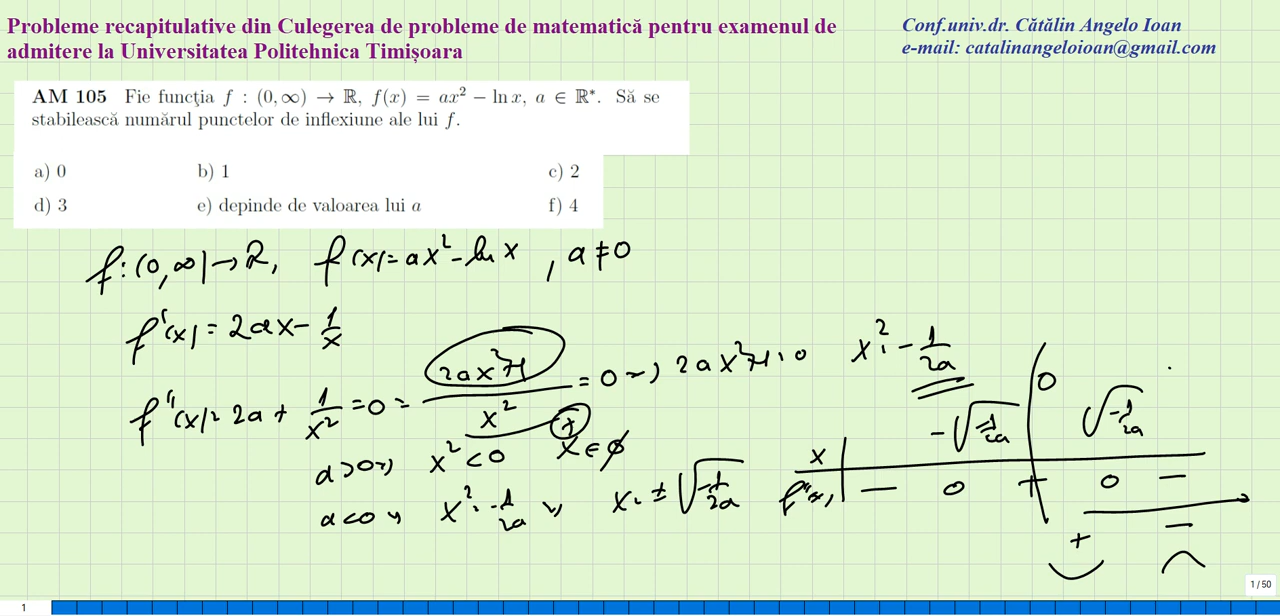 Probleme recapitulative din Culegerea de probleme de matematică pentru examenul de
admitere la Universitatea Politehnica Timișoara
Conf.univ.dr. Cătălin Angelo Ioan
e-mail: catalinangeloioan@gmail.com
AM 105 Fie funcţia f : (0, ∞) → ℝ, f(x) = ax² − ln x, a ∈ ℝ*. Să se
stabilească numărul punctelor de inflexiune ale lui f.
a) 0 b) 1 c) 2
d) 3 e) depinde de valoarea lui a f) 4
f:(0,∞)→R, f(x)=ax²-ln x, a≠0
f'(x)=2ax-1/x
f''(x)=2a+1/x²=0=(2ax²+1)/x²=0→2ax²+1=0 x²=-1/2a
+
a>0→ x²<0 x∈∅
a<0→ x²=-1/2a → x=±√(-1/2a)
0
x -√(-1/2a) √(-1/2a)
f''(x) − 0 + 0 −
+ −
1 / 50
1